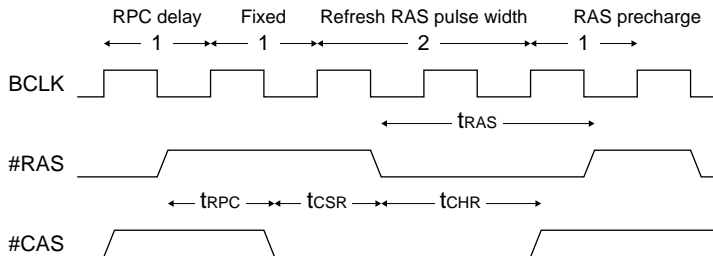 RPC delay Fixed Refresh RAS pulse width RAS precharge
1 1 2 1
BCLK
tRAS
#RAS
tRPC tCSR tCHR
#CAS